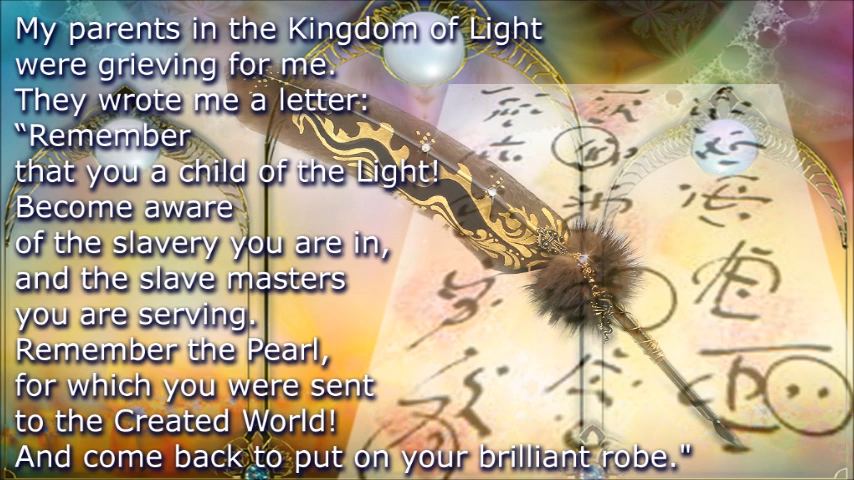 My parents in the Kingdom of Light
were grieving for me.
They wrote me a letter:
“Remember
that you a child of the Light!
Become aware
of the slavery you are in,
and the slave masters
you are serving.
Remember the Pearl,
for which you were sent
to the Created World!
And come back to put on your brilliant robe."